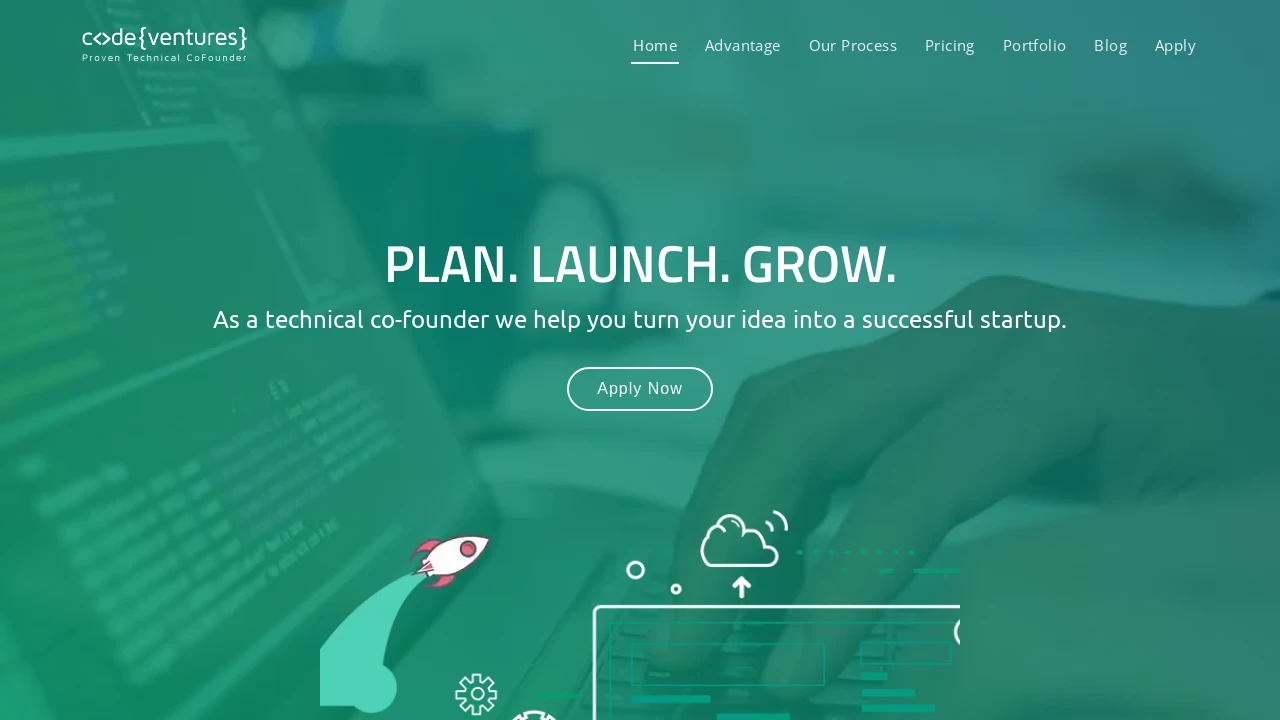 c<>de{ventures}
Proven Technical CoFounder
Home Advantage Our Process Pricing Portfolio Blog Apply
PLAN. LAUNCH. GROW.
As a technical co-founder we help you turn your idea into a successful startup.
Apply Now